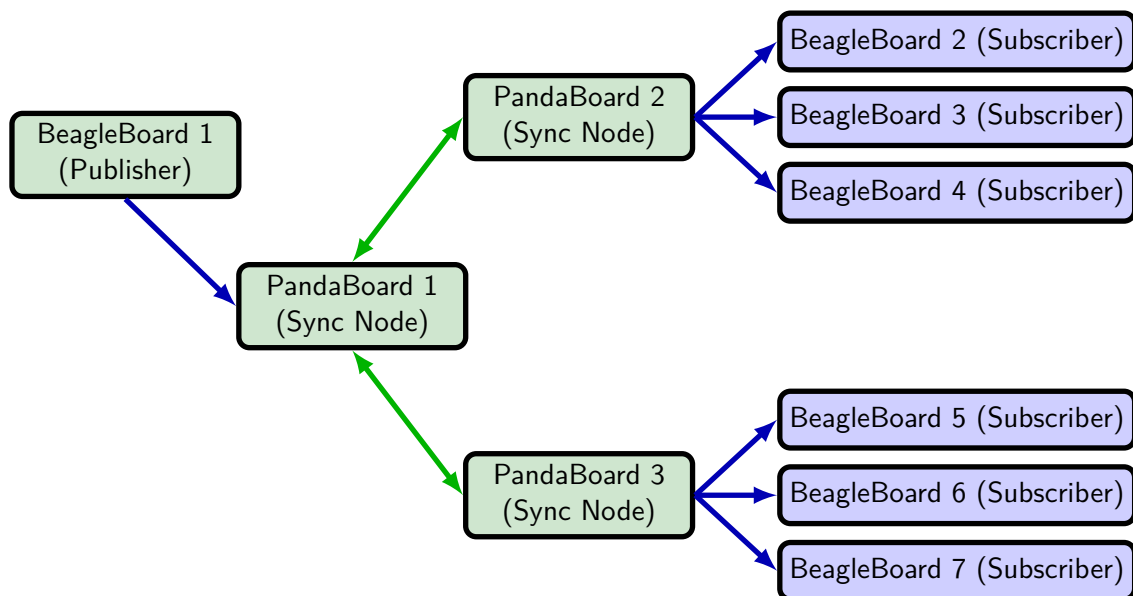 BeagleBoard 1
(Publisher)
PandaBoard 1
(Sync Node)
PandaBoard 2
(Sync Node)
BeagleBoard 2 (Subscriber)
BeagleBoard 3 (Subscriber)
BeagleBoard 4 (Subscriber)
PandaBoard 3
(Sync Node)
BeagleBoard 5 (Subscriber)
BeagleBoard 6 (Subscriber)
BeagleBoard 7 (Subscriber)